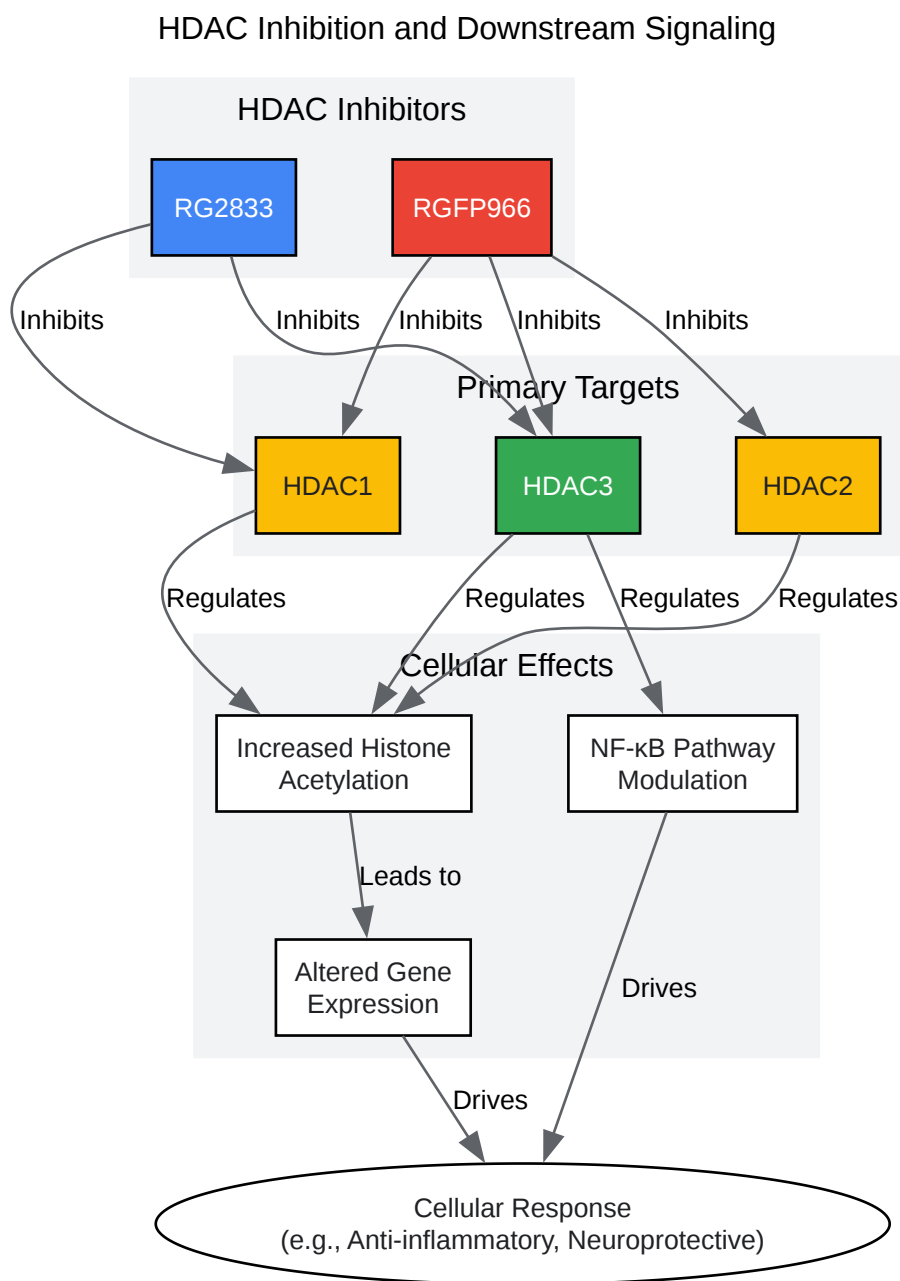 HDAC Inhibition and Downstream Signaling
HDAC Inhibitors
RG2833
RGFP966
Inhibits
Inhibits
Inhibits
Inhibits
Inhibits
Primary Targets
HDAC1
HDAC3
HDAC2
Regulates
Regulates
Regulates
Regulates
Cellular Effects
Increased Histone
Acetylation
NF-κB Pathway
Modulation
Leads to
Altered Gene
Expression
Drives
Drives
Cellular Response
(e.g., Anti-inflammatory, Neuroprotective)